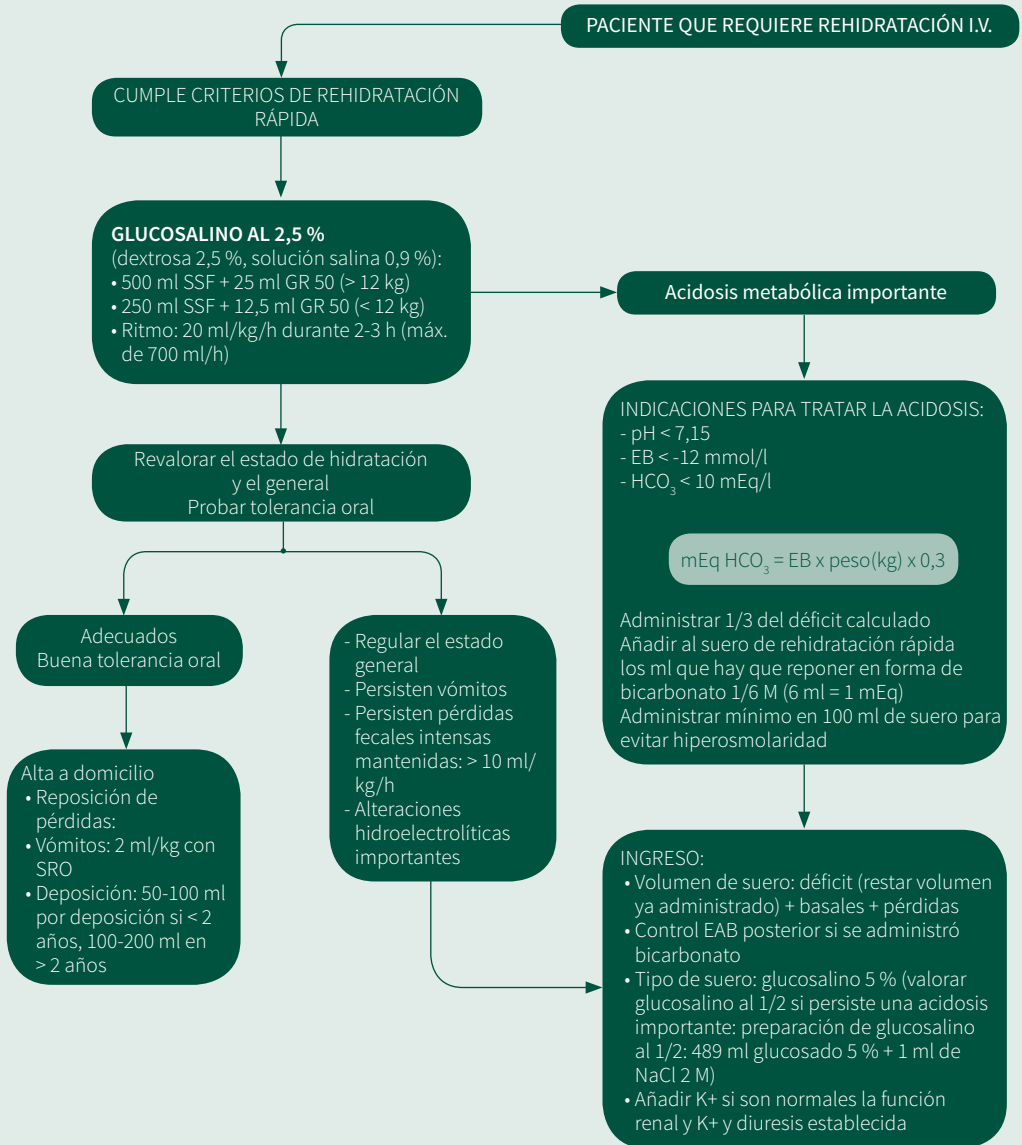 PACIENTE QUE REQUIERE REHIDRATACIÓN I.V.
CUMPLE CRITERIOS DE REHIDRATACIÓN
RÁPIDA
GLUCOSALINO AL 2,5 %
(dextrosa 2,5 %, solución salina 0,9 %):
• 500 ml SSF + 25 ml GR 50 (> 12 kg)
• 250 ml SSF + 12,5 ml GR 50 (< 12 kg)
• Ritmo: 20 ml/kg/h durante 2-3 h (máx.
de 700 ml/h)
Acidosis metabólica importante
INDICACIONES PARA TRATAR LA ACIDOSIS:
- pH < 7,15
- EB < -12 mmol/l
- HCO₃ < 10 mEq/l
mEq HCO₃ = EB x peso(kg) x 0,3
Administrar 1/3 del déficit calculado
Añadir al suero de rehidratación rápida
los ml que hay que reponer en forma de
bicarbonato 1/6 M (6 ml = 1 mEq)
Administrar mínimo en 100 ml de suero para
evitar hiperosmolaridad
Revalorar el estado de hidratación
y el general
Probar tolerancia oral
Adecuados
Buena tolerancia oral
- Regular el estado
general
- Persisten vómitos
- Persisten pérdidas
fecales intensas
mantenidas: > 10 ml/
kg/h
- Alteraciones
hidroelectrolíticas
importantes
Alta a domicilio
• Reposición de
pérdidas:
• Vómitos: 2 ml/kg con
SRO
• Deposición: 50-100 ml
por deposición si < 2
años, 100-200 ml en
> 2 años
INGRESO:
• Volumen de suero: déficit (restar volumen
ya administrado) + basales + pérdidas
• Control EAB posterior si se administró
bicarbonato
• Tipo de suero: glucosalino 5 % (valorar
glucosalino al 1/2 si persiste una acidosis
importante: preparación de glucosalino
al 1/2: 489 ml glucosado 5 % + 1 ml de
NaCl 2 M)
• Añadir K+ si son normales la función
renal y K+ y diuresis establecida